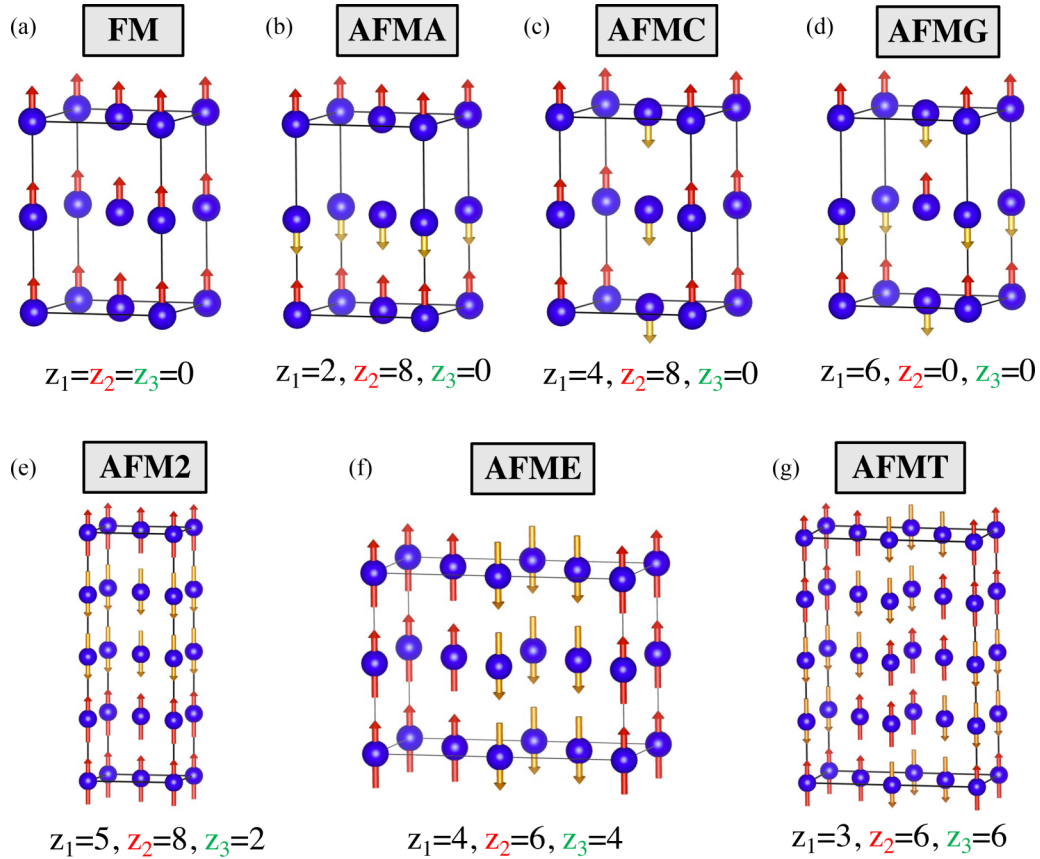 (a) FM
(b) AFMA
(c) AFMC
(d) AFMG
z₁=z₂=z₃=0
z₁=2, z₂=8, z₃=0
z₁=4, z₂=8, z₃=0
z₁=6, z₂=0, z₃=0
(e) AFM2
(f) AFME
(g) AFMT
z₁=5, z₂=8, z₃=2
z₁=4, z₂=6, z₃=4
z₁=3, z₂=6, z₃=6